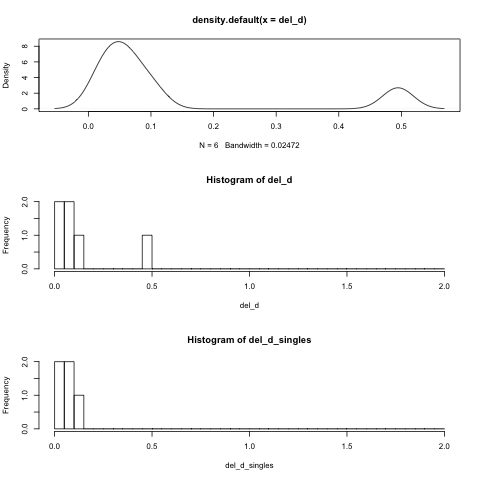 density.default(x = del_d)
Density
0 2 4 6 8
0.0 0.1 0.2 0.3 0.4 0.5
N = 6 Bandwidth = 0.02472
Histogram of del_d
Frequency
0.0 1.0 2.0
0.0 0.5 1.0 1.5 2.0
del_d
Histogram of del_d_singles
Frequency
0.0 1.0 2.0
0.0 0.5 1.0 1.5 2.0
del_d_singles